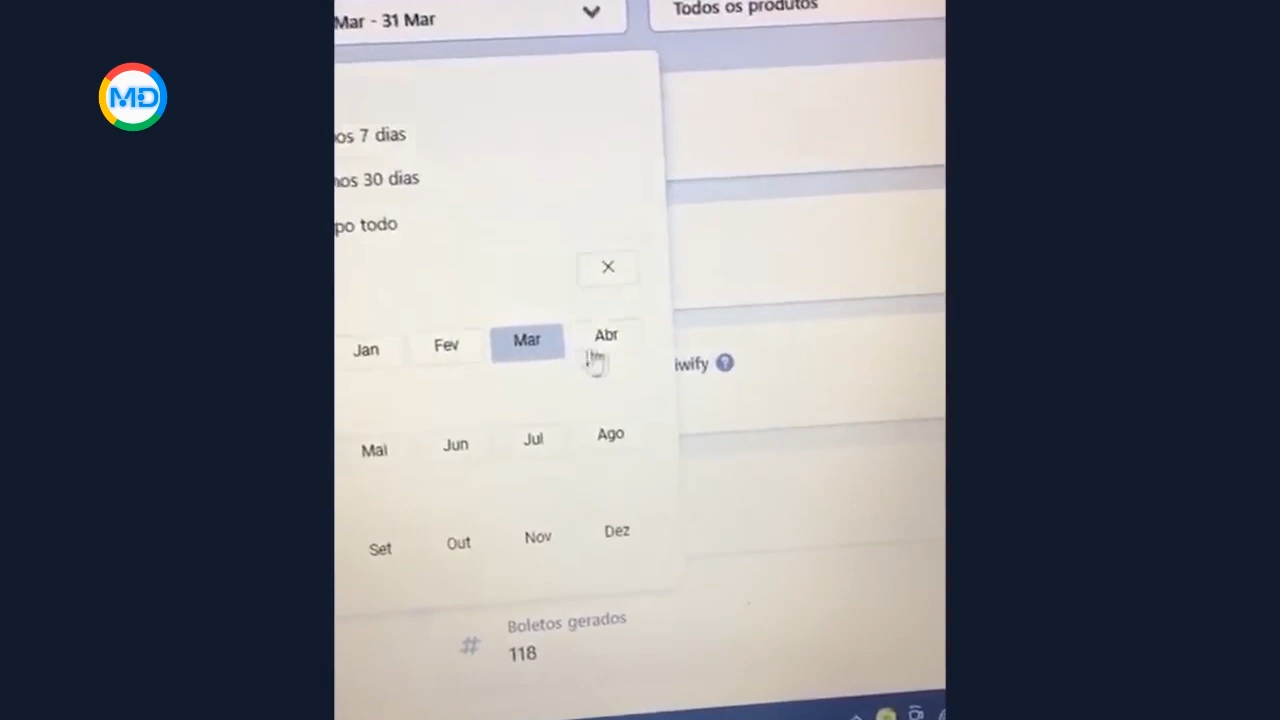 Mar - 31 Mar
Todos os produtos
MD
os 7 dias
nos 30 dias
po todo
Jan
Fev
Mar
Abr
iwify
Mai
Jun
Jul
Ago
Set
Out
Nov
Dez
Boletos gerados
118